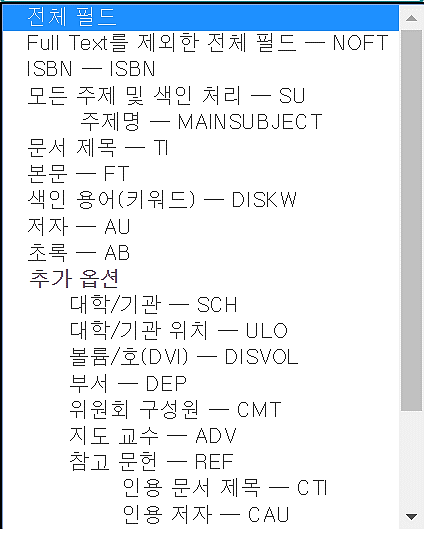 전체 필드
Full Text를 제외한 전체 필드 — NOFT
ISBN — ISBN
모든 주제 및 색인 처리 — SU
주제명 — MAINSUBJECT
문서 제목 — TI
본문 — FT
색인 용어(키워드) — DISKW
저자 — AU
초록 — AB
추가 옵션
대학/기관 — SCH
대학/기관 위치 — ULO
볼륨/호(DVI) — DISVOL
부서 — DEP
위원회 구성원 — CMT
지도 교수 — ADV
참고 문헌 — REF
인용 문서 제목 — CTI
인용 저자 — CAU